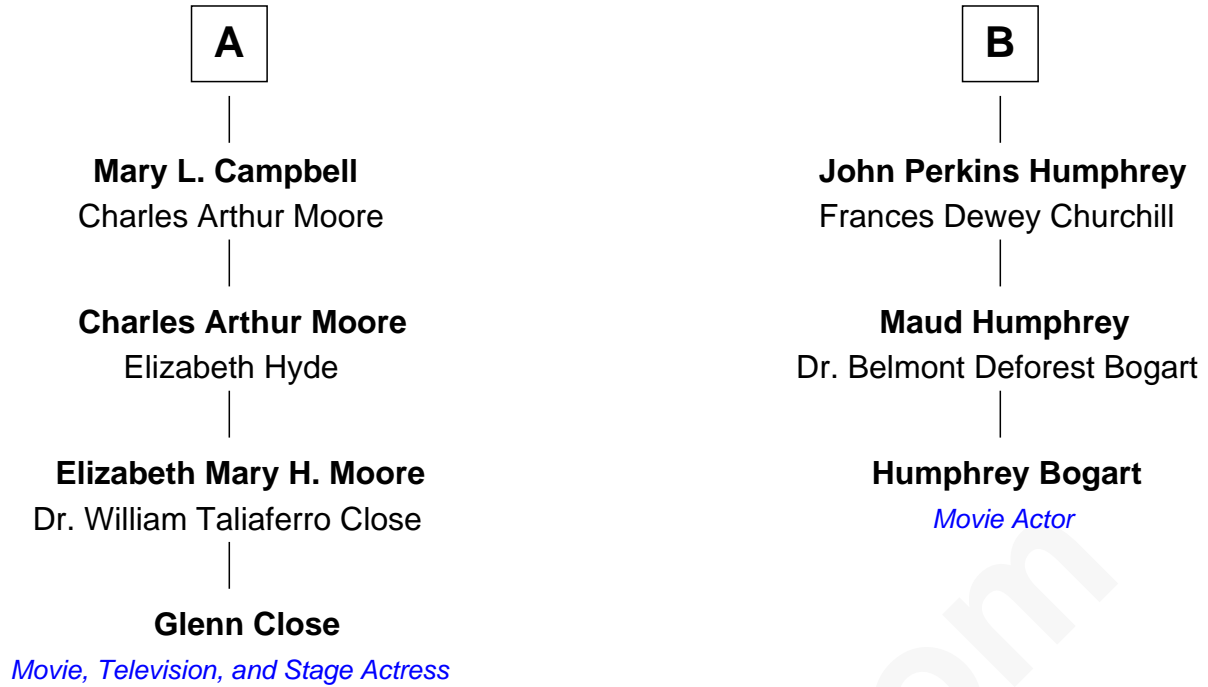 A
Mary L. Campbell
Charles Arthur Moore
Charles Arthur Moore
Elizabeth Hyde
Elizabeth Mary H. Moore
Dr. William Taliaferro Close
Glenn Close
Movie, Television, and Stage Actress
B
John Perkins Humphrey
Frances Dewey Churchill
Maud Humphrey
Dr. Belmont Deforest Bogart
Humphrey Bogart
Movie Actor
om